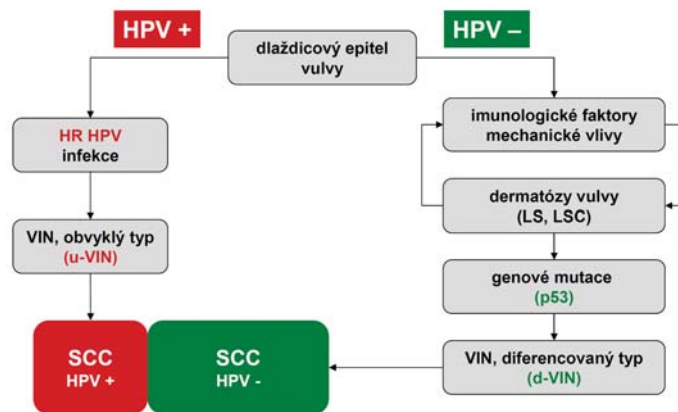 HPV +
HPV –
dlaždicový epitel
vulvy
HR HPV
infekce
VIN, obvyklý typ
(u-VIN)
imunologické faktory
mechanické vlivy
dermatózy vulvy
(LS, LSC)
genové mutace
(p53)
VIN, diferencovaný typ
(d-VIN)
SCC
HPV +
SCC
HPV -